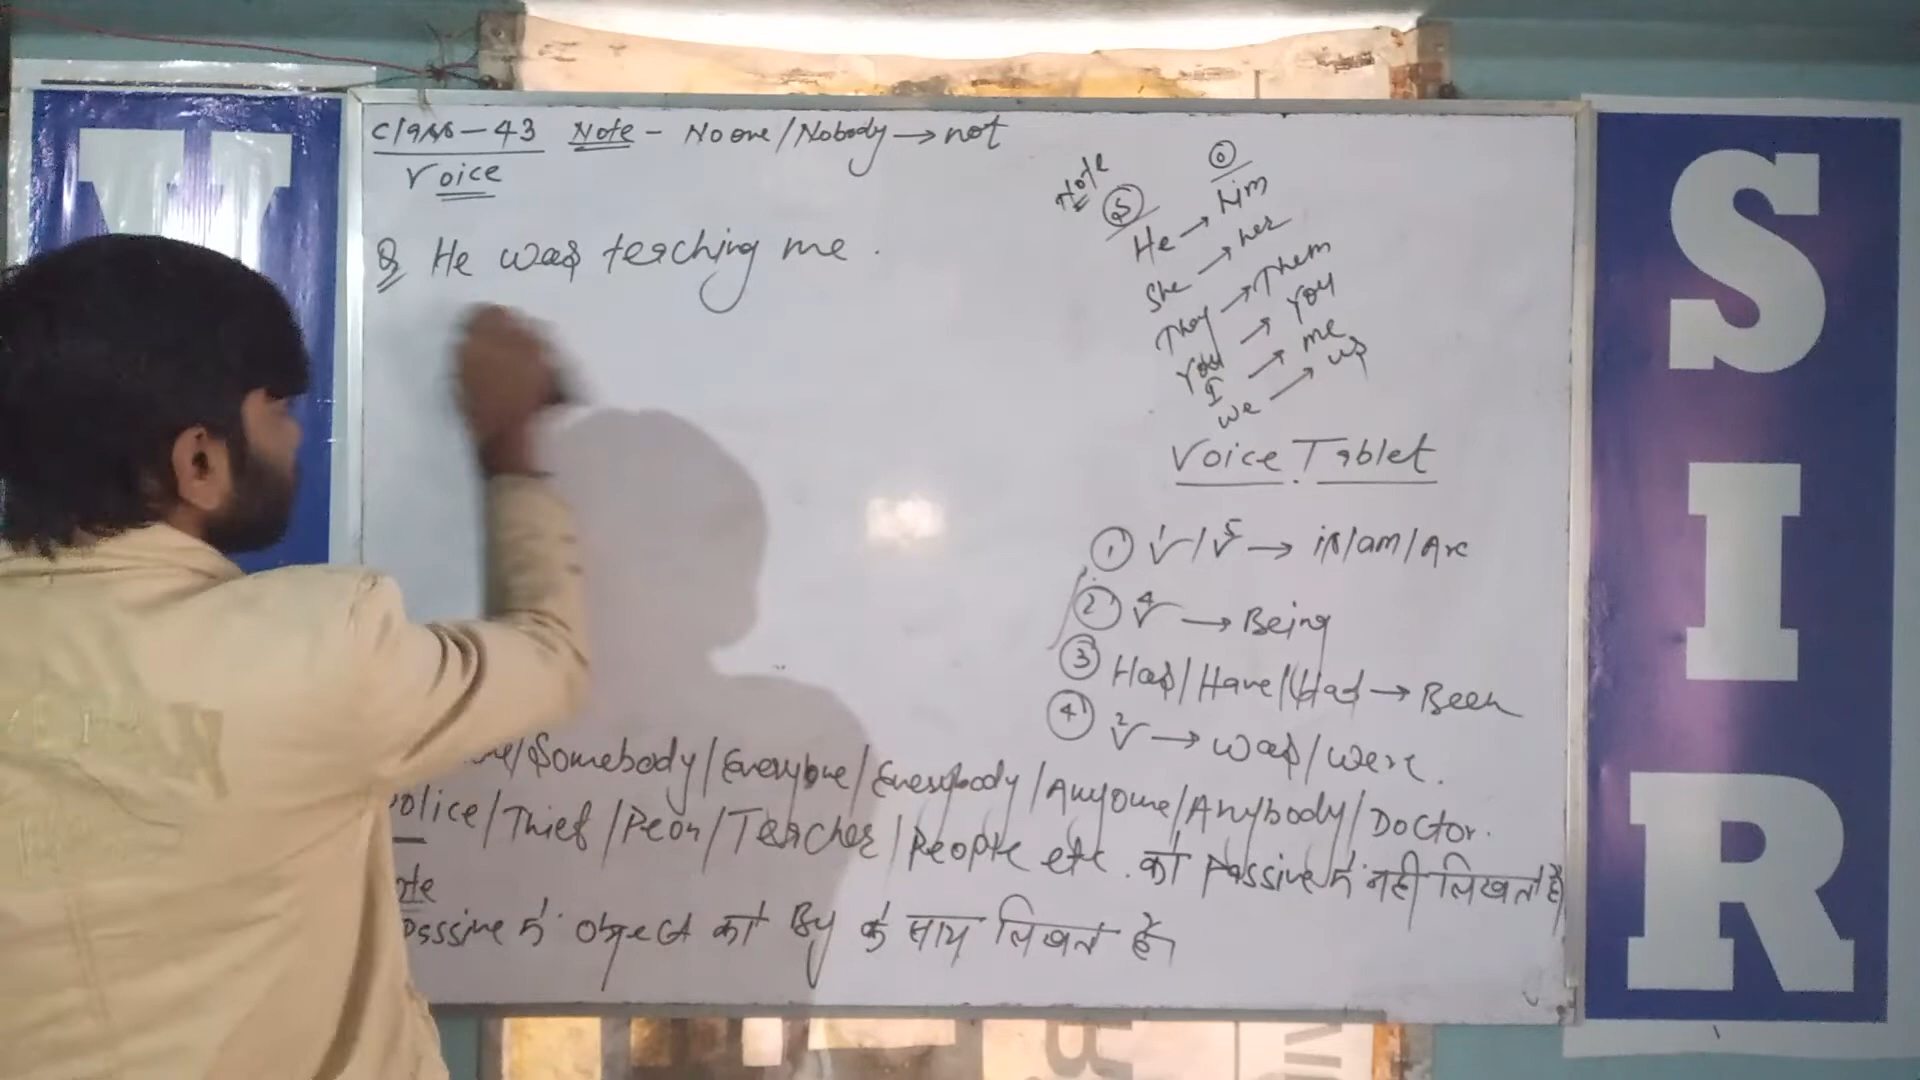 Class-43 Note - No one/Nobody → not
Voice
Q He was teaching me.
Note
S O
He → him
She → her
They → Them
You → You
I → me
we → us
Voice Tablet
① V¹/V⁵ → is/am/Are
② V⁴ → Being
③ Has/Have/Had → Been
④ V² → was/were.
/Somebody/Everyone/Everybody/Anyone/Anybody/Doctor.
Police/Thief/Peon/Teacher/People etc. को Passive में नहीं लिखते हैं
Note
Passive में object को By के साथ लिखते हैं
SIR